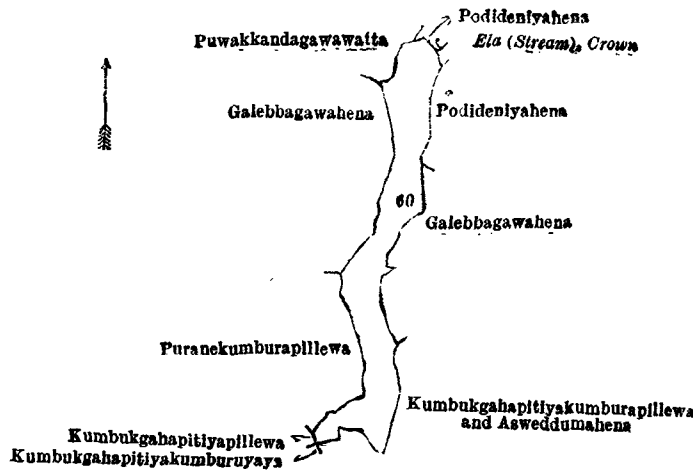 Podideniyahena
Puwakkandagawawatta
Ela (Stream), Crown
Galebbagawahena
Podideniyahena
60
Galebbagawahena
Puranekumburapillewa
Kumbukgahapitiyakumburapillewa
and Asweddumahena
Kumbukgahapitiyapillewa
Kumbukgahapitiyakumburuyaya